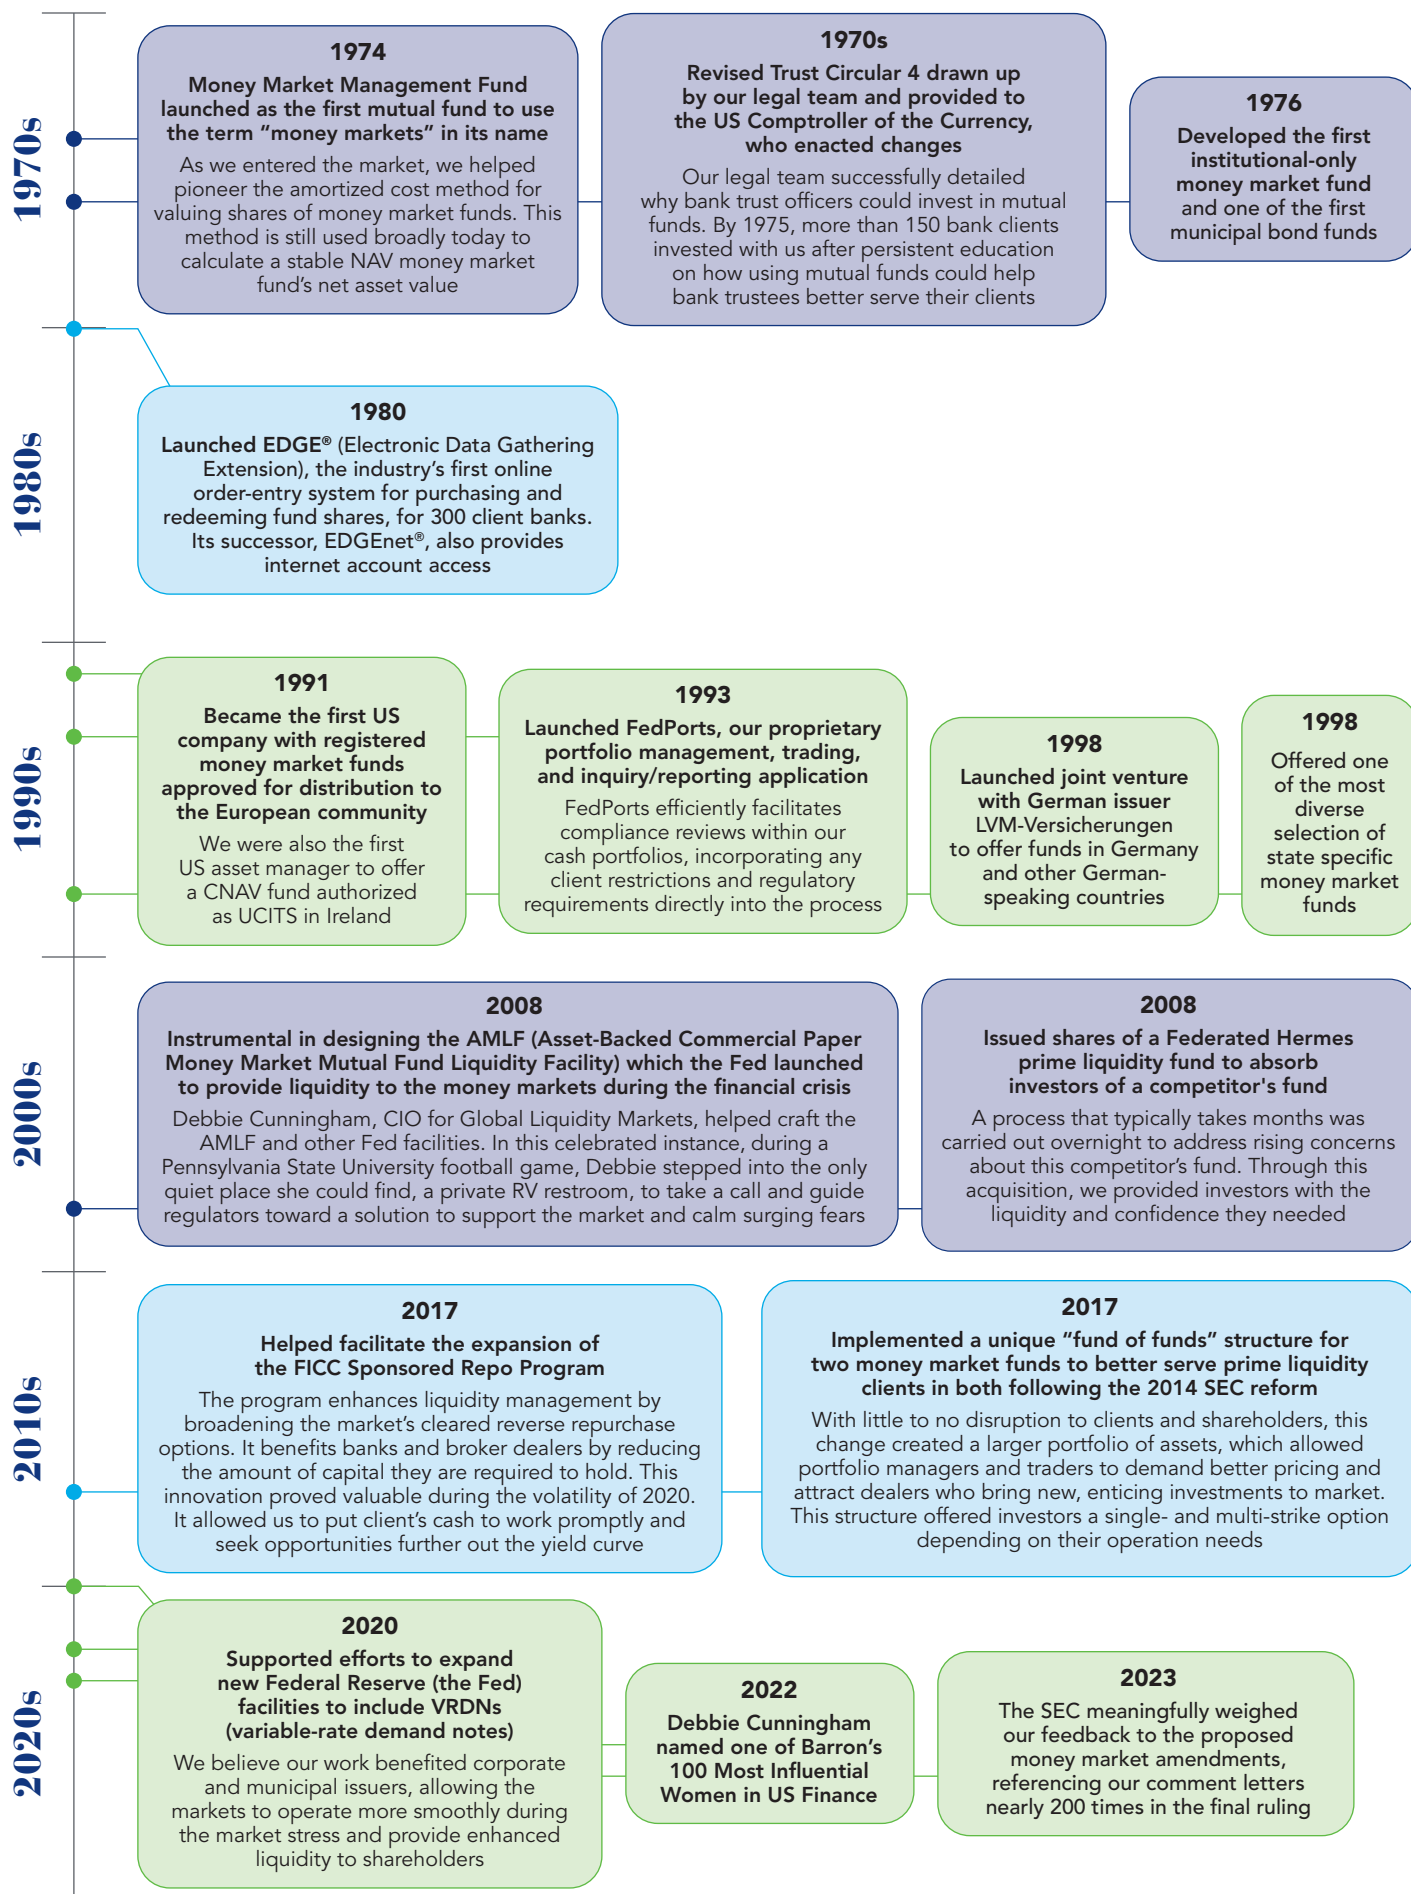 1970s
1974
Money Market Management Fund
launched as the first mutual fund to use
the term “money markets” in its name
As we entered the market, we helped
pioneer the amortized cost method for
valuing shares of money market funds. This
method is still used broadly today to
calculate a stable NAV money market
fund’s net asset value
1970s
Revised Trust Circular 4 drawn up
by our legal team and provided to
the US Comptroller of the Currency,
who enacted changes
Our legal team successfully detailed
why bank trust officers could invest in mutual
funds. By 1975, more than 150 bank clients
invested with us after persistent education
on how using mutual funds could help
bank trustees better serve their clients
1976
Developed the first
institutional-only
money market fund
and one of the first
municipal bond funds
1980s
1980
Launched EDGE® (Electronic Data Gathering
Extension), the industry’s first online
order-entry system for purchasing and
redeeming fund shares, for 300 client banks.
Its successor, EDGEnet®, also provides
internet account access
1990s
1991
Became the first US
company with registered
money market funds
approved for distribution to
the European community
We were also the first
US asset manager to offer
a CNAV fund authorized
as UCITS in Ireland
1993
Launched FedPorts, our proprietary
portfolio management, trading,
and inquiry/reporting application
FedPorts efficiently facilitates
compliance reviews within our
cash portfolios, incorporating any
client restrictions and regulatory
requirements directly into the process
1998
Launched joint venture
with German issuer
LVM-Versicherungen
to offer funds in Germany
and other German-
speaking countries
1998
Offered one
of the most
diverse
selection of
state specific
money market
funds
2000s
2008
Instrumental in designing the AMLF (Asset-Backed Commercial Paper
Money Market Mutual Fund Liquidity Facility) which the Fed launched
to provide liquidity to the money markets during the financial crisis
Debbie Cunningham, CIO for Global Liquidity Markets, helped craft the
AMLF and other Fed facilities. In this celebrated instance, during a
Pennsylvania State University football game, Debbie stepped into the only
quiet place she could find, a private RV restroom, to take a call and guide
regulators toward a solution to support the market and calm surging fears
2008
Issued shares of a Federated Hermes
prime liquidity fund to absorb
investors of a competitor's fund
A process that typically takes months was
carried out overnight to address rising concerns
about this competitor’s fund. Through this
acquisition, we provided investors with the
liquidity and confidence they needed
2010s
2017
Helped facilitate the expansion of
the FICC Sponsored Repo Program
The program enhances liquidity management by
broadening the market’s cleared reverse repurchase
options. It benefits banks and broker dealers by reducing
the amount of capital they are required to hold. This
innovation proved valuable during the volatility of 2020.
It allowed us to put client’s cash to work promptly and
seek opportunities further out the yield curve
2017
Implemented a unique “fund of funds” structure for
two money market funds to better serve prime liquidity
clients in both following the 2014 SEC reform
With little to no disruption to clients and shareholders, this
change created a larger portfolio of assets, which allowed
portfolio managers and traders to demand better pricing and
attract dealers who bring new, enticing investments to market.
This structure offered investors a single- and multi-strike option
depending on their operation needs
2020s
2020
Supported efforts to expand
new Federal Reserve (the Fed)
facilities to include VRDNs
(variable-rate demand notes)
We believe our work benefited corporate
and municipal issuers, allowing the
markets to operate more smoothly during
the market stress and provide enhanced
liquidity to shareholders
2022
Debbie Cunningham
named one of Barron’s
100 Most Influential
Women in US Finance
2023
The SEC meaningfully weighed
our feedback to the proposed
money market amendments,
referencing our comment letters
nearly 200 times in the final ruling